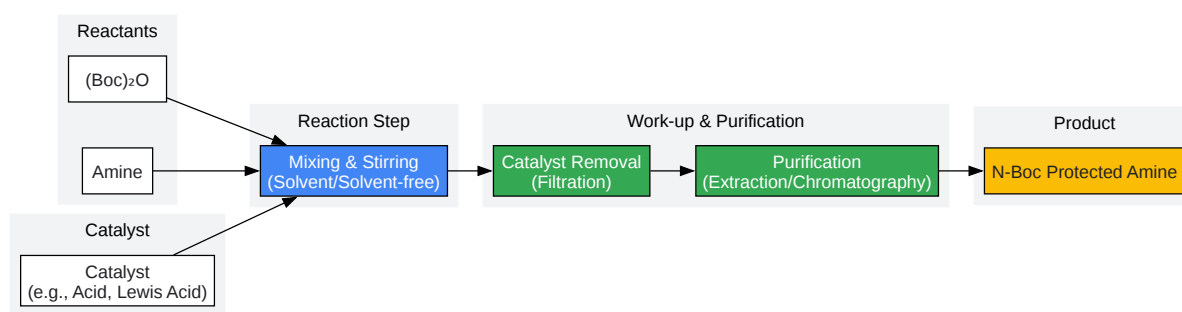 Reactants
(Boc)₂O
Amine
Catalyst
Catalyst
(e.g., Acid, Lewis Acid)
Reaction Step
Mixing & Stirring
(Solvent/Solvent-free)
Work-up & Purification
Catalyst Removal
(Filtration)
Purification
(Extraction/Chromatography)
Product
N-Boc Protected Amine